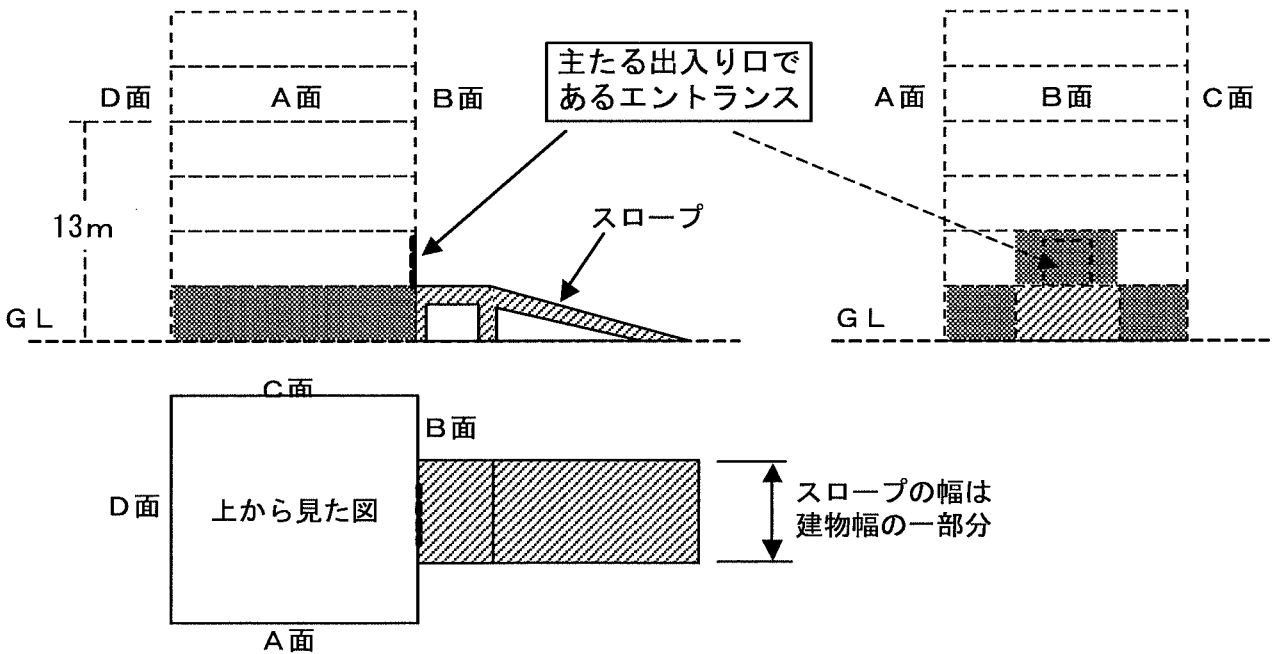 主たる出入り口で
あるエントランス
D面
A面
B面
A面
B面
C面
13m
スロープ
GL
GL
C面
B面
D面
上から見た図
スロープの幅は
建物幅の一部分
A面